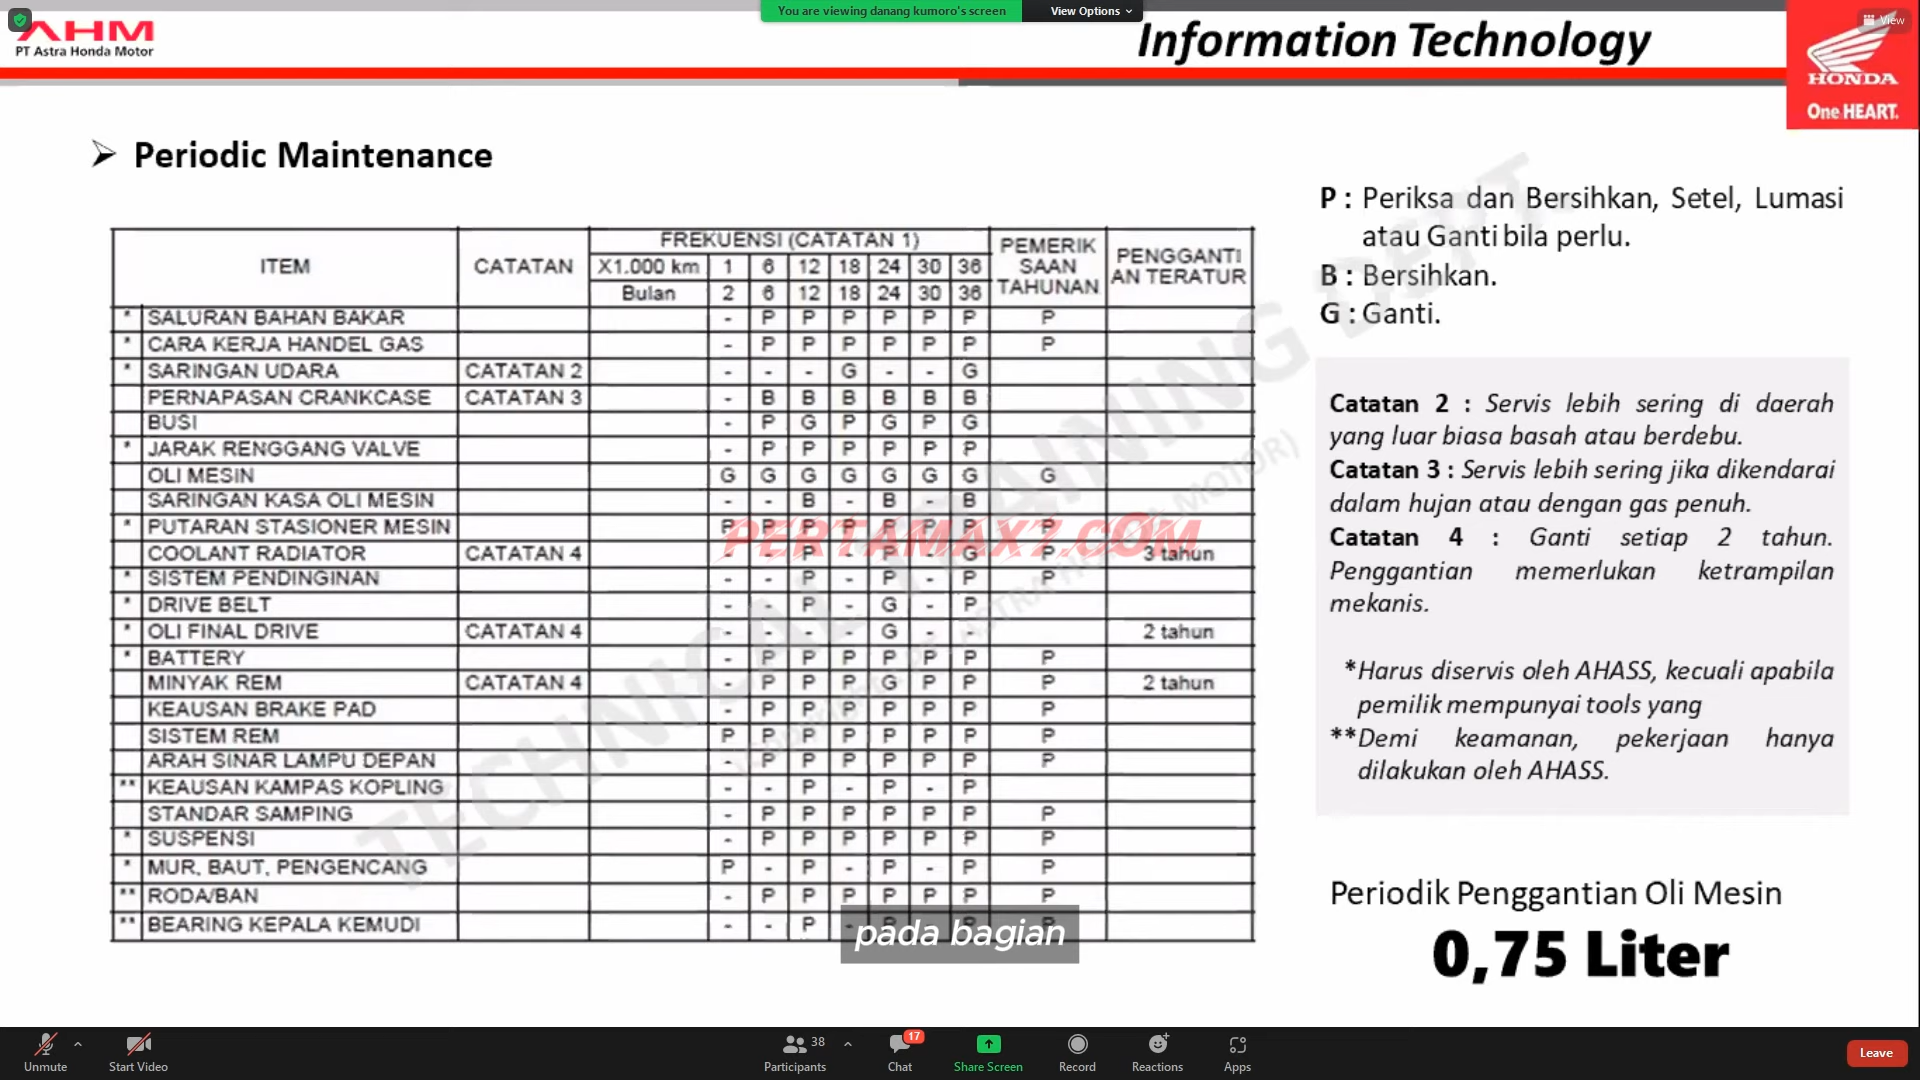 You are viewing danang kumoro's screen
View Options
View
AHM
PT Astra Honda Motor
Information Technology
HONDA
One HEART.
Periodic Maintenance
ITEM CATATAN FREKUENSI (CATATAN 1) PEMERIK SAAN TAHUNAN PENGGANTI AN TERATUR
X1.000 km 1 6 12 18 24 30 36
Bulan 2 6 12 18 24 30 36
* SALURAN BAHAN BAKAR - P P P P P P P
* CARA KERJA HANDEL GAS - P P P P P P P
* SARINGAN UDARA CATATAN 2 - - - G - - G
PERNAPASAN CRANKCASE CATATAN 3 - B B B B B B
BUSI - P G P G P G
* JARAK RENGGANG VALVE - P P P P P P
OLI MESIN G G G G G G G G
SARINGAN KASA OLI MESIN - - B - B - B
* PUTARAN STASIONER MESIN P P P P P P P P
COOLANT RADIATOR CATATAN 4 P - P - G P 3 tahun
* SISTEM PENDINGINAN - - P - P - P P
* DRIVE BELT - - P - G - P
* OLI FINAL DRIVE CATATAN 4 - - - - G - - 2 tahun
* BATTERY - P P P P P P P
MINYAK REM CATATAN 4 - P P P G P P P 2 tahun
KEAUSAN BRAKE PAD - P P P P P P P
SISTEM REM P P P P P P P P
ARAH SINAR LAMPU DEPAN - P P P P P P P
** KEAUSAN KAMPAS KOPLING - - P - P - P
STANDAR SAMPING - P P P P P P P
* SUSPENSI - P P P P P P P
* MUR, BAUT, PENGENCANG P - P - P - P P
** RODA/BAN - P P P P P P P
** BEARING KEPALA KEMUDI - - P
PERTAMAX7.COM
TECHNICAL TRAINING DEPT.
pada bagian
P : Periksa dan Bersihkan, Setel, Lumasi
atau Ganti bila perlu.
B : Bersihkan.
G : Ganti.
Catatan 2 : Servis lebih sering di daerah
yang luar biasa basah atau berdebu.
Catatan 3 : Servis lebih sering jika dikendarai
dalam hujan atau dengan gas penuh.
Catatan 4 : Ganti setiap 2 tahun.
Penggantian memerlukan ketrampilan
mekanis.
*Harus diservis oleh AHASS, kecuali apabila
pemilik mempunyai tools yang
**Demi keamanan, pekerjaan hanya
dilakukan oleh AHASS.
Periodik Penggantian Oli Mesin
0,75 Liter
Unmute
Start Video
38
Participants
17
Chat
Share Screen
Record
Reactions
Apps
Leave